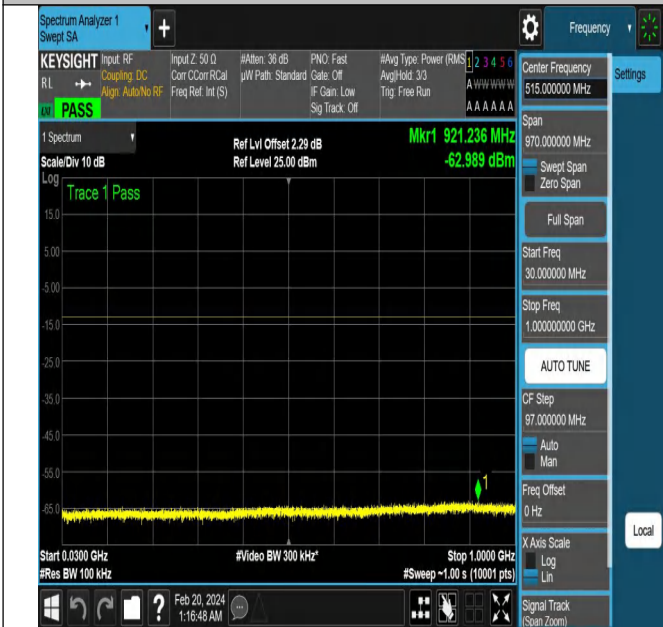 Spectrum Analyzer 1
Swept SA
+
Frequency
KEYSIGHT
RL
PASS
Input: RF
Coupling: DC
Align: Auto/No RF
Input Z: 50 Ω
Corr CCorr RCal
Freq Ref: Int (S)
#Atten: 36 dB
µW Path: Standard
PNO: Fast
Gate: Off
IF Gain: Low
Sig Track: Off
#Avg Type: Power (RMS
Avg|Hold: 3/3
Trig: Free Run
1 2 3 4 5 6
A W W W W W
A A A A A A
1 Spectrum
Scale/Div 10 dB
Ref Lvl Offset 2.29 dB
Ref Level 25.00 dBm
Mkr1 921.236 MHz
-62.989 dBm
Log
Trace 1 Pass
15.0
5.00
-5.00
-15.0
-25.0
-35.0
-45.0
-55.0
-65.0
1
Start 0.0300 GHz
#Res BW 100 kHz
#Video BW 300 kHz*
Stop 1.0000 GHz
#Sweep ~1.00 s (10001 pts)
?
Feb 20, 2024
1:16:48 AM
Center Frequency
515.000000 MHz
Settings
Span
970.000000 MHz
Swept Span
Zero Span
Full Span
Start Freq
30.000000 MHz
Stop Freq
1.000000000 GHz
AUTO TUNE
CF Step
97.000000 MHz
Auto
Man
Freq Offset
0 Hz
Local
X Axis Scale
Log
Lin
Signal Track
(Span Zoom)